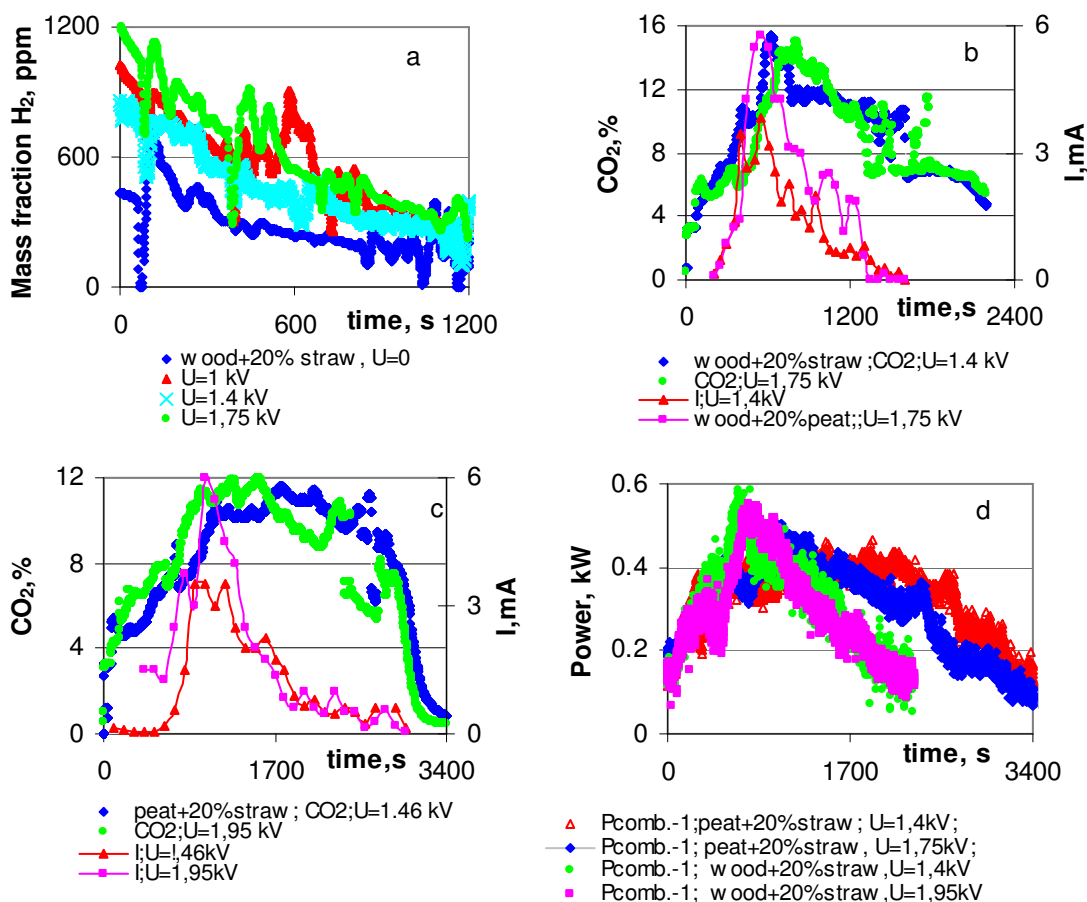 a
1200
600
0
Mass fraction H2, ppm
0 600 1200
time, s
wood+20% straw, U=0
U=1 kV
U=1.4 kV
U=1,75 kV
b
16
12
8
4
0
CO2,%
6
3
0
I,mA
0 1200 2400
time,s
wood+20%straw;CO2;U=1.4 kV
CO2;U=1,75 kV
I;U=1,4kV
wood+20%peat;;U=1,75 kV
c
12
8
4
0
CO2,%
6
3
0
I,mA
0 1700 3400
time,s
peat+20%straw; CO2;U=1.46 kV
CO2;U=1,95 kV
I;U=!,46kV
I;U=1,95kV
d
0.6
0.4
0.2
0
Power, kW
0 1700 3400
time, s
Pcomb.-1;peat+20%straw; U=1,4kV;
Pcomb.-1; peat+20%straw, U=1,75kV;
Pcomb.-1; wood+20%straw,U=1,4kV
Pcomb.-1; wood+20%straw,U=1,95kV